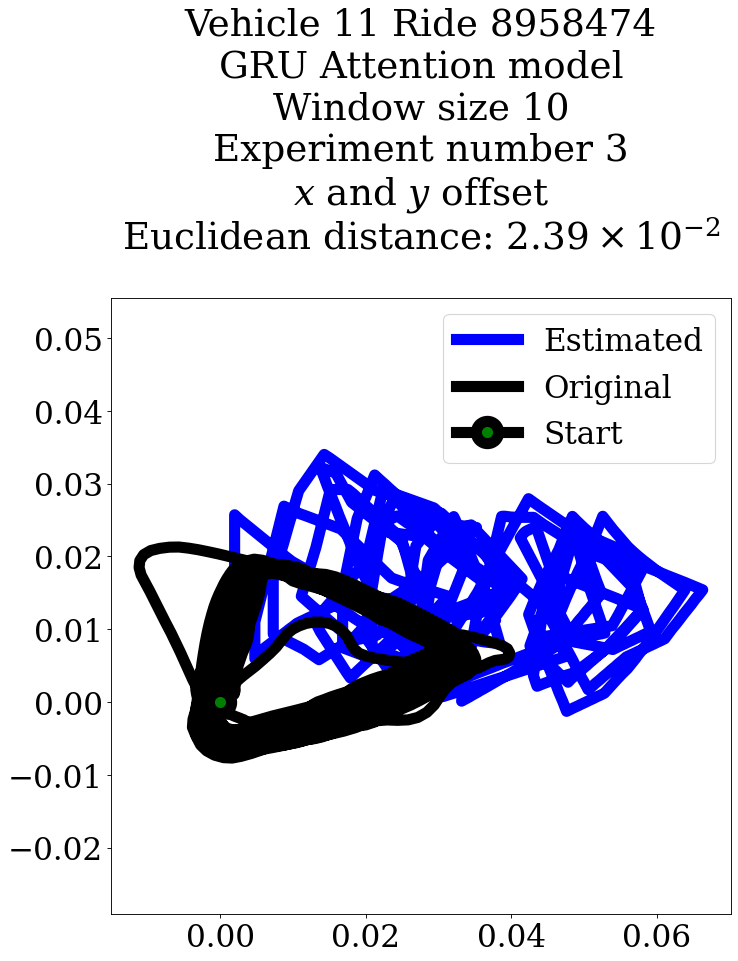 Vehicle 11 Ride 8958474
GRU Attention model
Window size 10
Experiment number 3
x and y offset
Euclidean distance: 2.39 × 10⁻²
Estimated
Original
Start
0.05
0.04
0.03
0.02
0.01
0.00
−0.01
−0.02
0.00 0.02 0.04 0.06